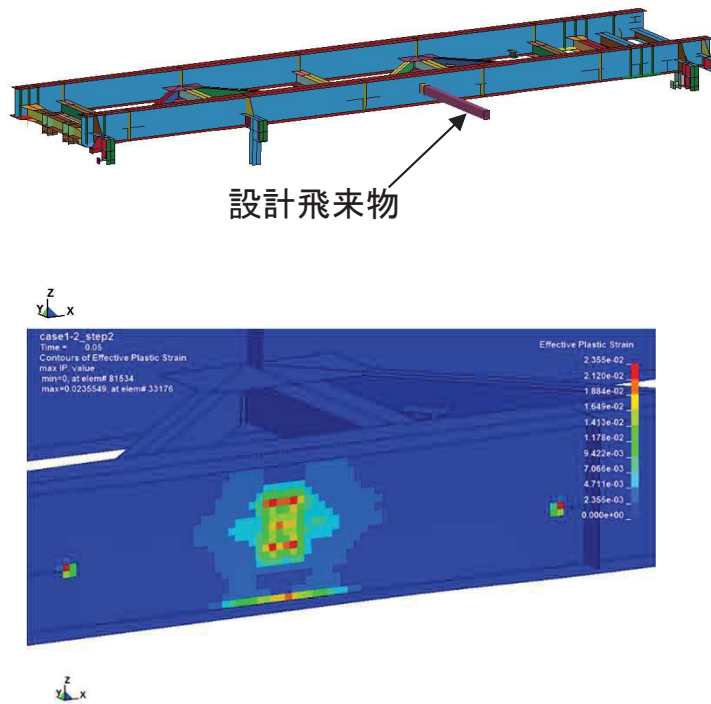 設計飛来物
Z
Y X
case1-2_step2
Time = 0.05
Contours of Effective Plastic Strain
max IP. value
min=0, at elem# 81534
max=0.0235549, at elem# 33176
Effective Plastic Strain
2.355e-02
2.120e-02
1.884e-02
1.649e-02
1.413e-02
1.178e-02
9.422e-03
7.066e-03
4.711e-03
2.355e-03
0.000e+00
Z
Y X